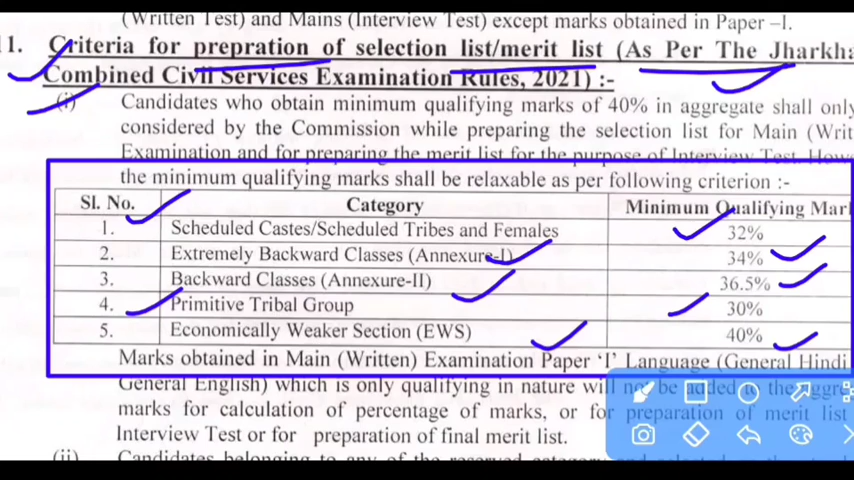 (Written Test) and Mains (Interview Test) except marks obtained in Paper –I.
11. Criteria for prepration of selection list/merit list (As Per The
Combined Civil Services Examination Rules, 2021) :-
(i) Candidates who obtain minimum qualifying marks of 40% in aggregate shall only
considered by the Commission while preparing the selection list for Main
Examination and for preparing the merit list for the purpose of Interview Test.
the minimum qualifying marks shall be relaxable as per following criterion :-
Sl. No. Category Minimum Qualifying
1. Scheduled Castes/Scheduled Tribes and Females 32%
2. Extremely Backward Classes (Annexure-I) 34%
3. Backward Classes (Annexure-II) 36.5%
4. Primitive Tribal Group 30%
5. Economically Weaker Section (EWS) 40%
Marks obtained in Main (Written) Examination Paper ‘I’ Language (General Hindi
General English) which is only qualifying in nature will not be added to the
marks for calculation of percentage of marks, or for preparation of merit list
Interview Test or for preparation of final merit list.
(ii) Candidates belonging to any of the reserved category and selected